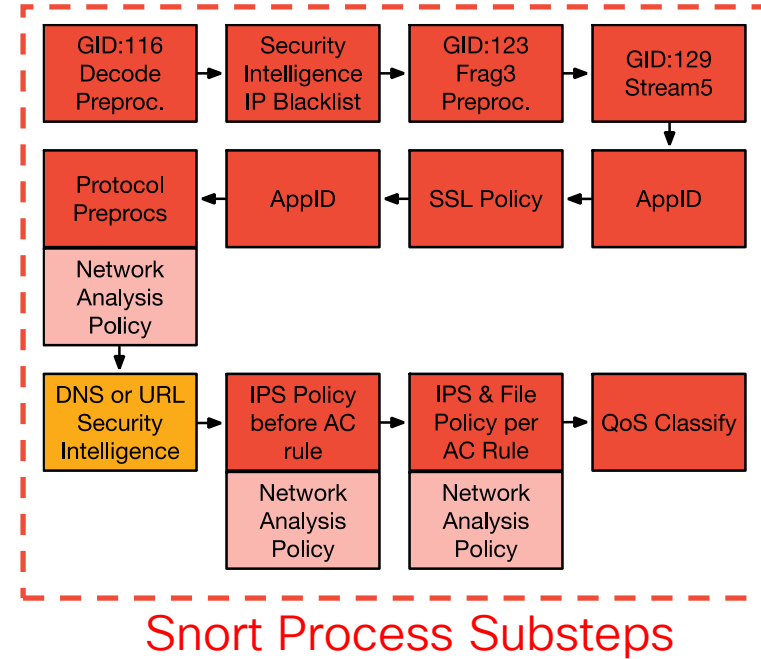 GID:116
Decode
Preproc.
Security
Intelligence
IP Blacklist
GID:123
Frag3
Preproc.
GID:129
Stream5
Protocol
Preprocs
AppID
SSL Policy
AppID
Network
Analysis
Policy
DNS or URL
Security
Intelligence
IPS Policy
before AC
rule
IPS & File
Policy per
AC Rule
QoS Classify
Network
Analysis
Policy
Network
Analysis
Policy
Snort Process Substeps